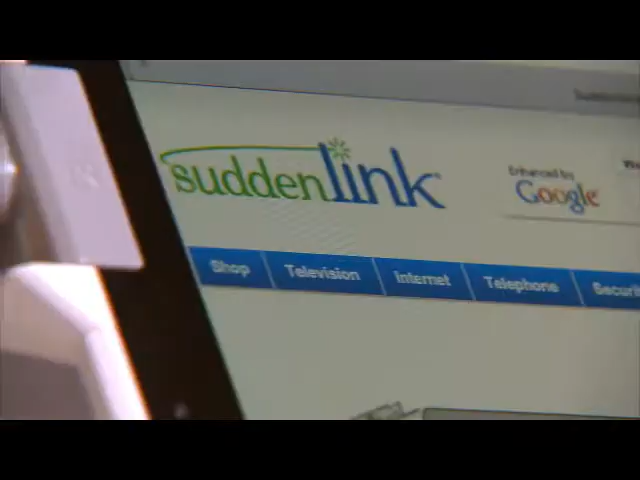 suddenlink
Enhanced by
Google
Shop Television Internet Telephone